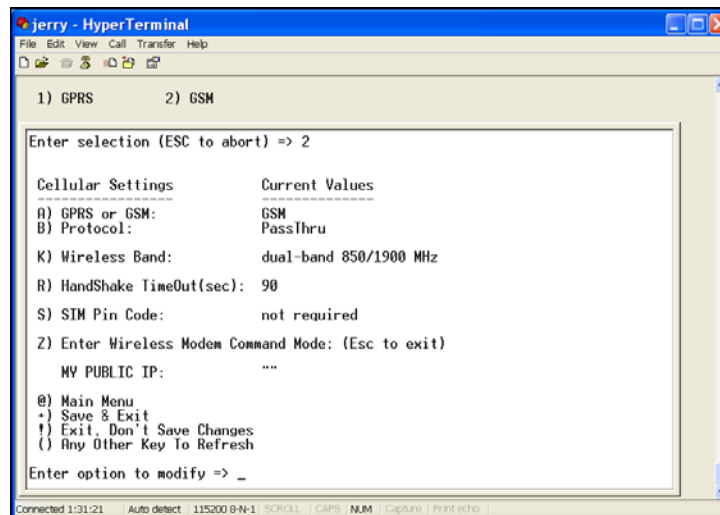 jerry - HyperTerminal
File Edit View Call Transfer Help
1) GPRS 2) GSM
Enter selection (ESC to abort) => 2
Cellular Settings Current Values
----------------- --------------
A) GPRS or GSM: GSM
B) Protocol: PassThru
K) Wireless Band: dual-band 850/1900 MHz
R) HandShake TimeOut(sec): 90
S) SIM Pin Code: not required
Z) Enter Wireless Modem Command Mode: (Esc to exit)
MY PUBLIC IP: ""
@) Main Menu
+) Save & Exit
!) Exit, Don't Save Changes
() Any Other Key To Refresh
Enter option to modify => _
Connected 1:31:21 Auto detect 115200 8-N-1 SCROLL CAPS NUM Capture Print echo